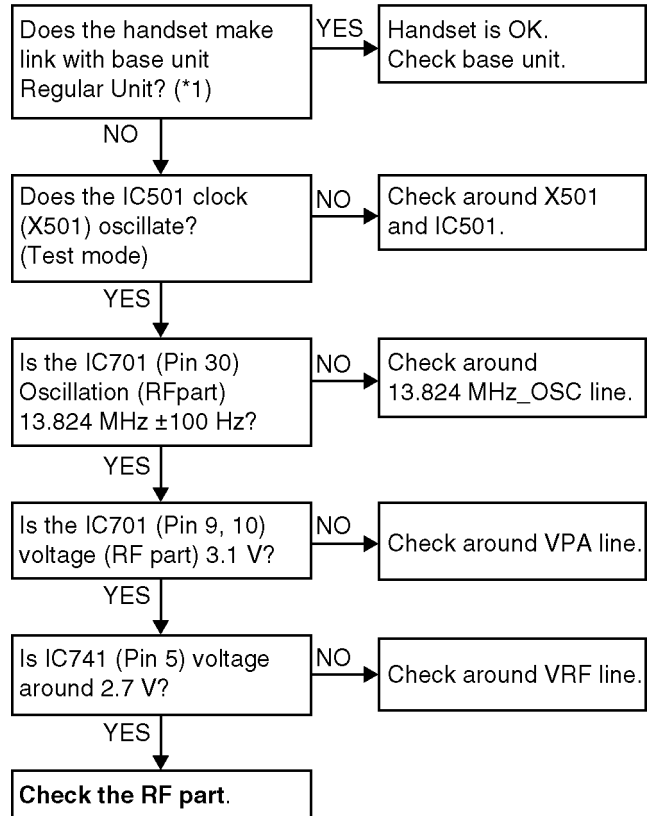 Does the handset make
link with base unit
Regular Unit? (*1)
YES
Handset is OK.
Check base unit.
NO
Does the IC501 clock
(X501) oscillate?
(Test mode)
NO
Check around X501
and IC501.
YES
Is the IC701 (Pin 30)
Oscillation (RFpart)
13.824 MHz ±100 Hz?
NO
Check around
13.824 MHz_OSC line.
YES
Is the IC701 (Pin 9, 10)
voltage (RF part) 3.1 V?
NO
Check around VPA line.
YES
Is IC741 (Pin 5) voltage
around 2.7 V?
NO
Check around VRF line.
YES
Check the RF part.